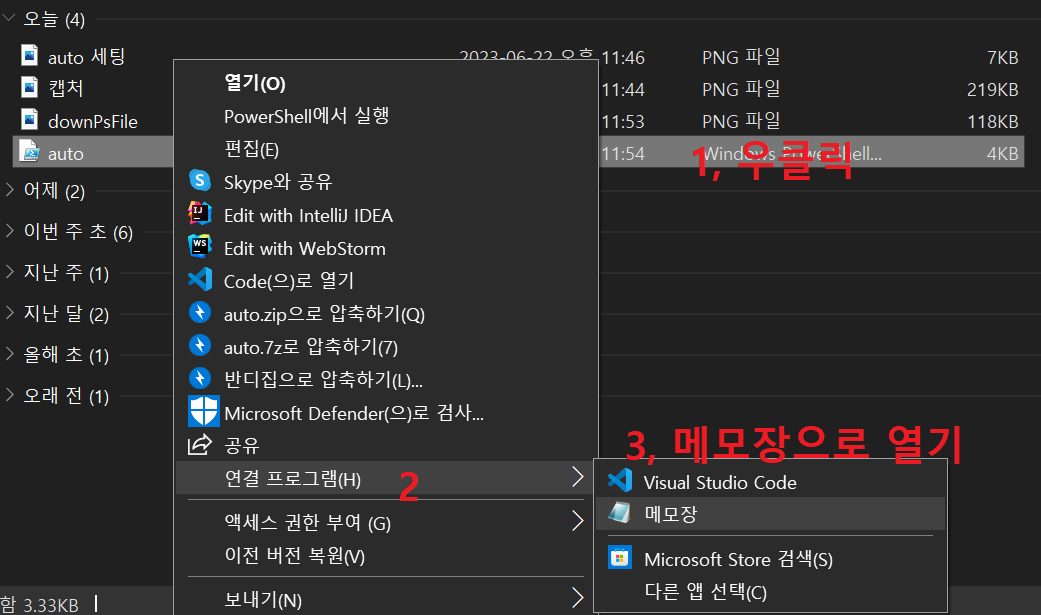 오늘 (4)
auto 세팅 2023-06-22 오후 11:46 PNG 파일 7KB
캡처 11:44 PNG 파일 219KB
downPsFile 11:53 PNG 파일 118KB
auto 11:54 Windows PowerShell... 4KB
1, 우클릭
어제 (2)
이번 주 초 (6)
지난 주 (1)
지난 달 (2)
올해 초 (1)
오래 전 (1)
열기(O)
PowerShell에서 실행
편집(E)
Skype와 공유
Edit with IntelliJ IDEA
Edit with WebStorm
Code(으)로 열기
auto.zip으로 압축하기(Q)
auto.7z로 압축하기(7)
반디집으로 압축하기(L)...
Microsoft Defender(으)로 검사...
공유
연결 프로그램(H)
2
액세스 권한 부여 (G)
이전 버전 복원(V)
보내기(N)
3, 메모장으로 열기
Visual Studio Code
메모장
Microsoft Store 검색(S)
다른 앱 선택(C)
함 3.33KB